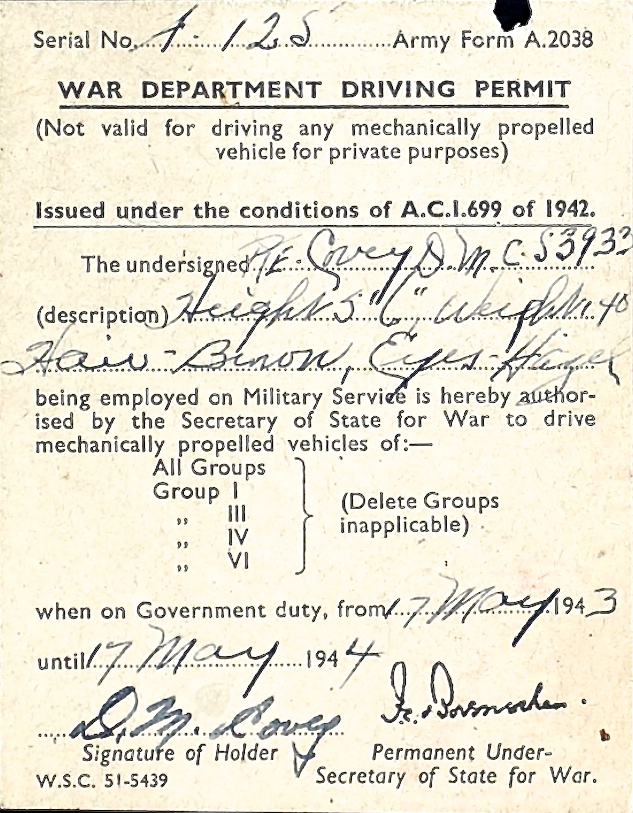 Serial No. 1-125 Army Form A.2038
WAR DEPARTMENT DRIVING PERMIT
(Not valid for driving any mechanically propelled
vehicle for private purposes)
Issued under the conditions of A.C.I.699 of 1942.
The undersigned Covey D. M. C 53933
(description) Height 5"6", Weight 140
Hair - Brown, Eyes - Hazel
being employed on Military Service is hereby author-
ised by the Secretary of State for War to drive
mechanically propelled vehicles of:—
All Groups
Group I
„ III (Delete Groups
„ IV inapplicable)
„ VI
when on Government duty, from 17 May 1943
until 17 May 1944
D. M. Covey
Signature of Holder Permanent Under-
W.S.C. 51-5439 Secretary of State for War.